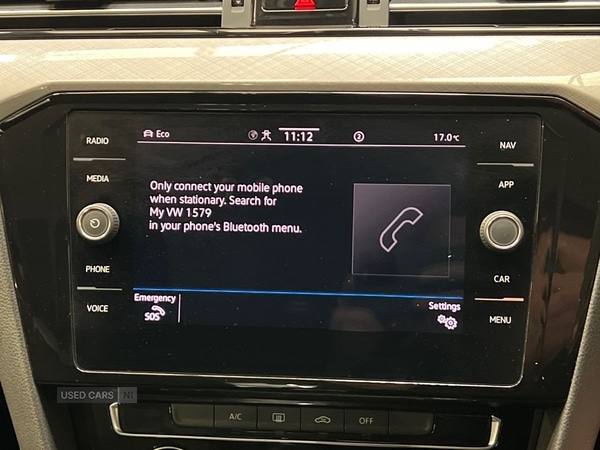 RADIO
MEDIA
PHONE
VOICE
Eco
11:12
2
17.0°C
Only connect your mobile phone
when stationary. Search for
My VW 1579
in your phone's Bluetooth menu.
Emergency
SOS
Settings
NAV
APP
CAR
MENU
USED CARS NI
A/C
OFF